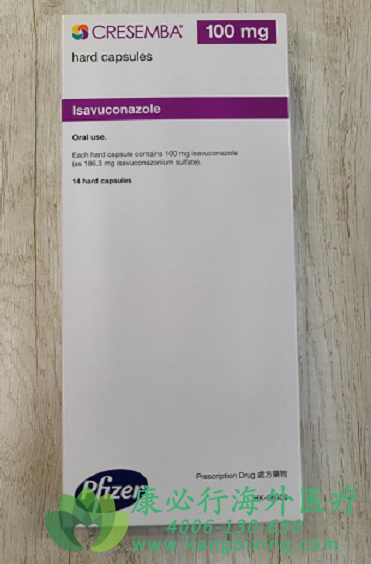 CRESEMBA® 100 mg
hard capsules
Isavuconazole
Oral use.
Each hard capsule contains 100 mg isavuconazole
(as 186.3 mg isavuconazonium sulfate).
14 hard capsules
Pfizer
Prescription Drug 處方藥物
康必行海外医疗
4006-130-650
www.kangbixing.com